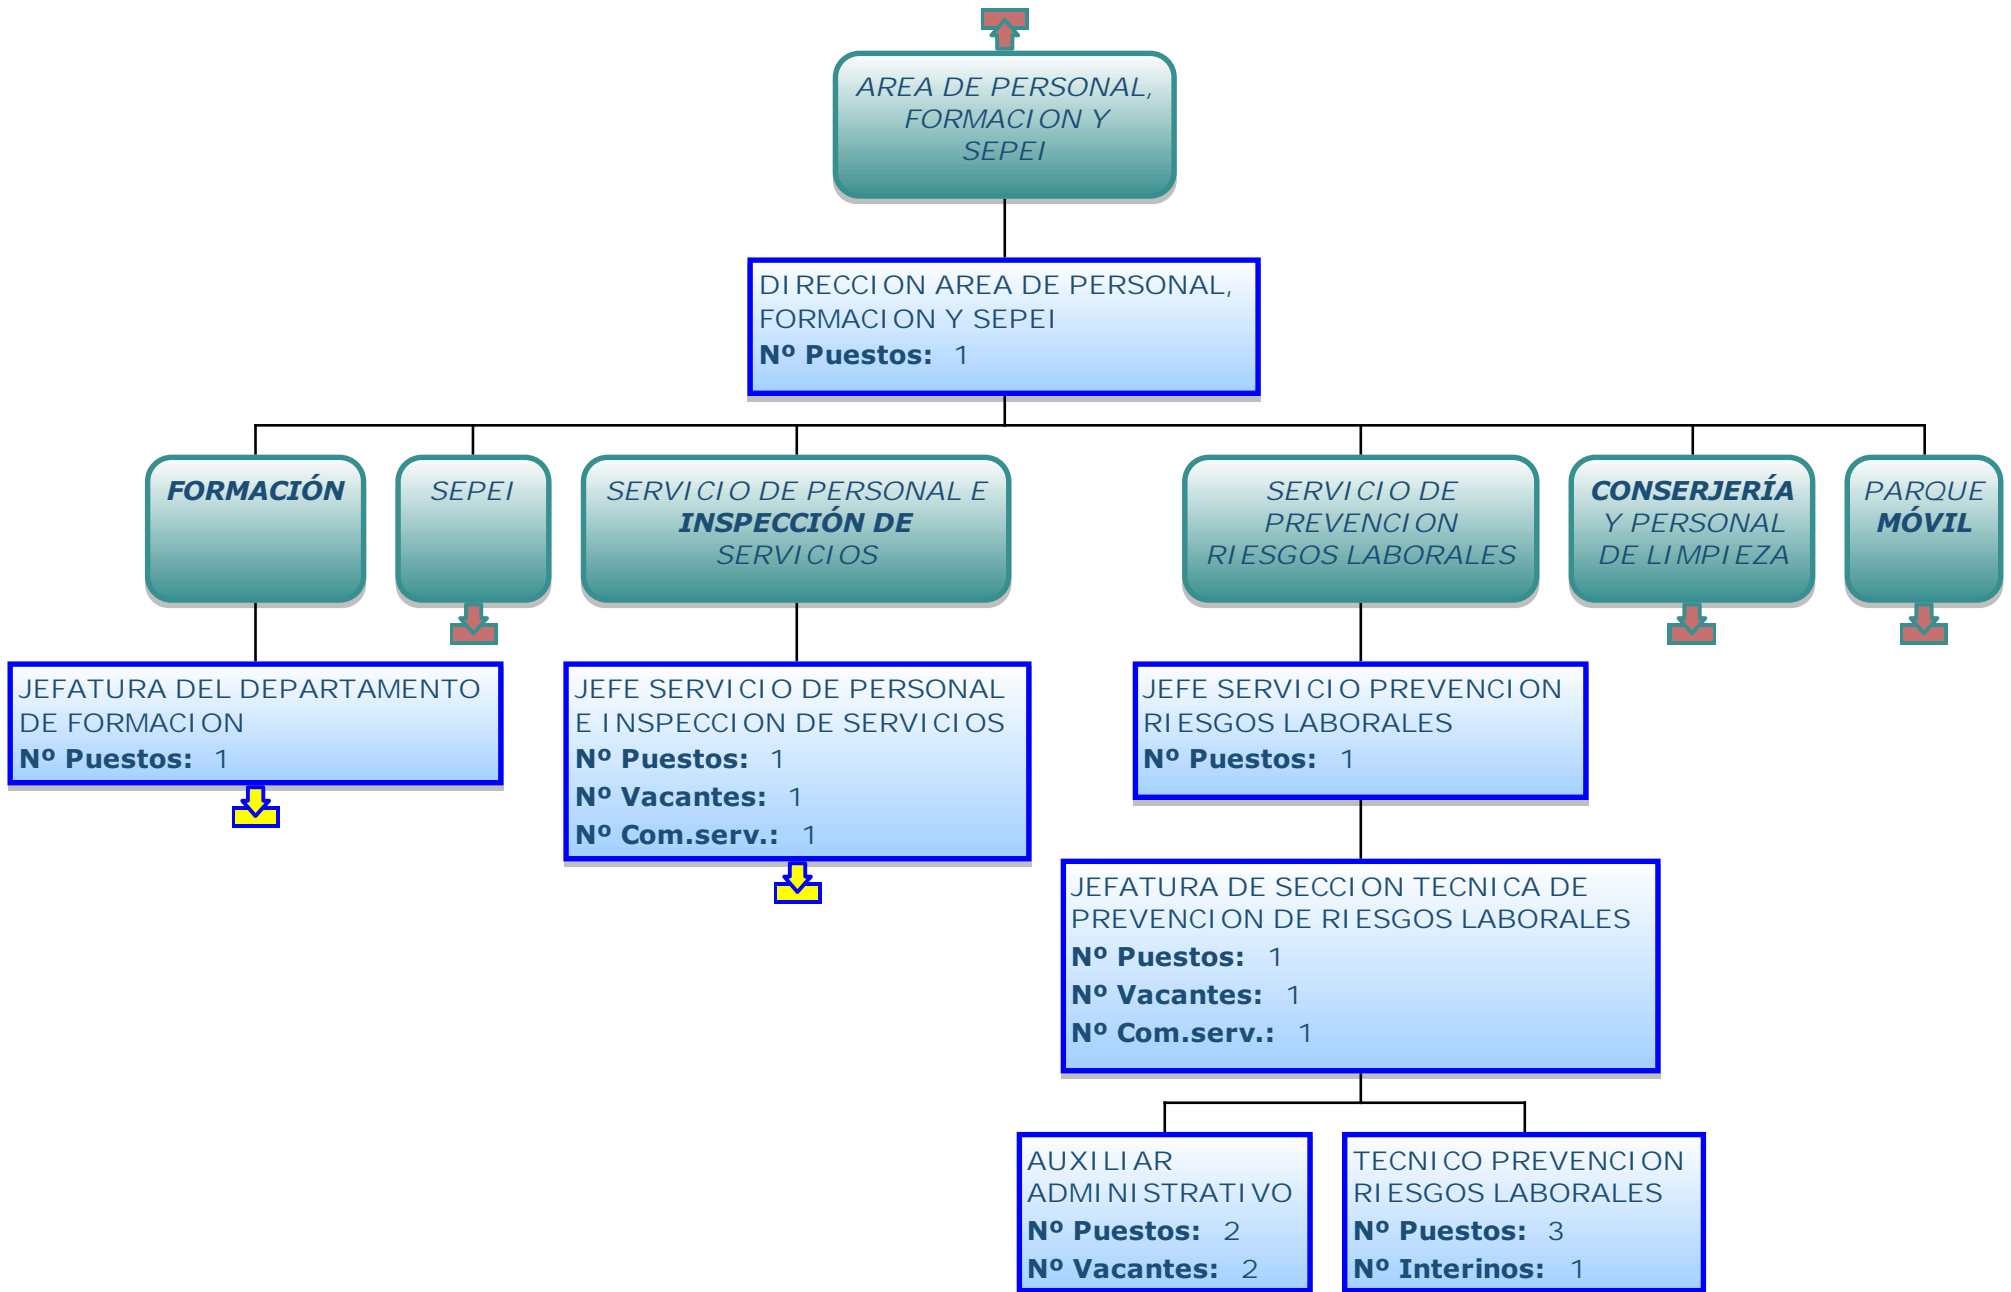 AREA DE PERSONAL,
FORMACION Y
SEPEI
DIRECCION AREA DE PERSONAL,
FORMACION Y SEPEI
Nº Puestos: 1
FORMACIÓN
SEPEI
SERVICIO DE PERSONAL E
INSPECCIÓN DE
SERVICIOS
SERVICIO DE
PREVENCION
RIESGOS LABORALES
CONSERJERÍA
Y PERSONAL
DE LIMPIEZA
PARQUE
MÓVIL
JEFATURA DEL DEPARTAMENTO
DE FORMACION
Nº Puestos: 1
JEFE SERVICIO DE PERSONAL
E INSPECCION DE SERVICIOS
Nº Puestos: 1
Nº Vacantes: 1
Nº Com.serv.: 1
JEFE SERVICIO PREVENCION
RIESGOS LABORALES
Nº Puestos: 1
JEFATURA DE SECCION TECNICA DE
PREVENCION DE RIESGOS LABORALES
Nº Puestos: 1
Nº Vacantes: 1
Nº Com.serv.: 1
AUXILIAR
ADMINISTRATIVO
Nº Puestos: 2
Nº Vacantes: 2
TECNICO PREVENCION
RIESGOS LABORALES
Nº Puestos: 3
Nº Interinos: 1